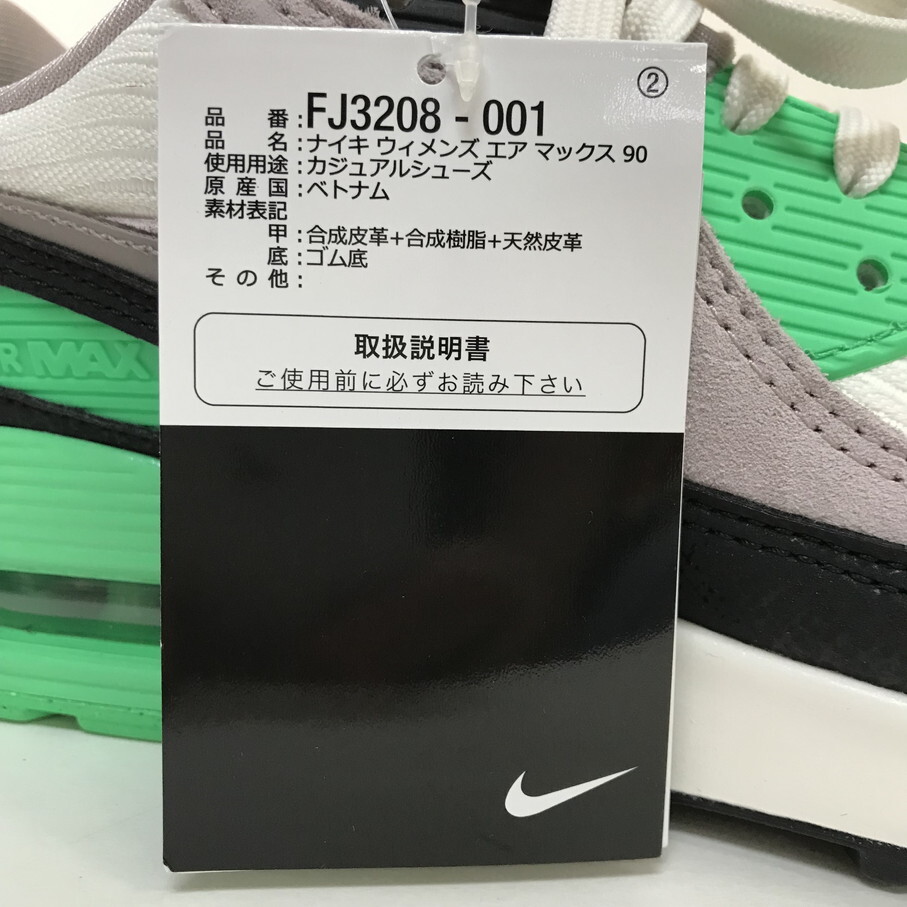 ②
品番:FJ3208 - 001
品名:ナイキ ウィメンズ エア マックス 90
使用用途:カジュアルシューズ
原産国:ベトナム
素材表記
甲:合成皮革+合成樹脂+天然皮革
底:ゴム底
その他:
取扱説明書
ご使用前に必ずお読み下さい
R MAX